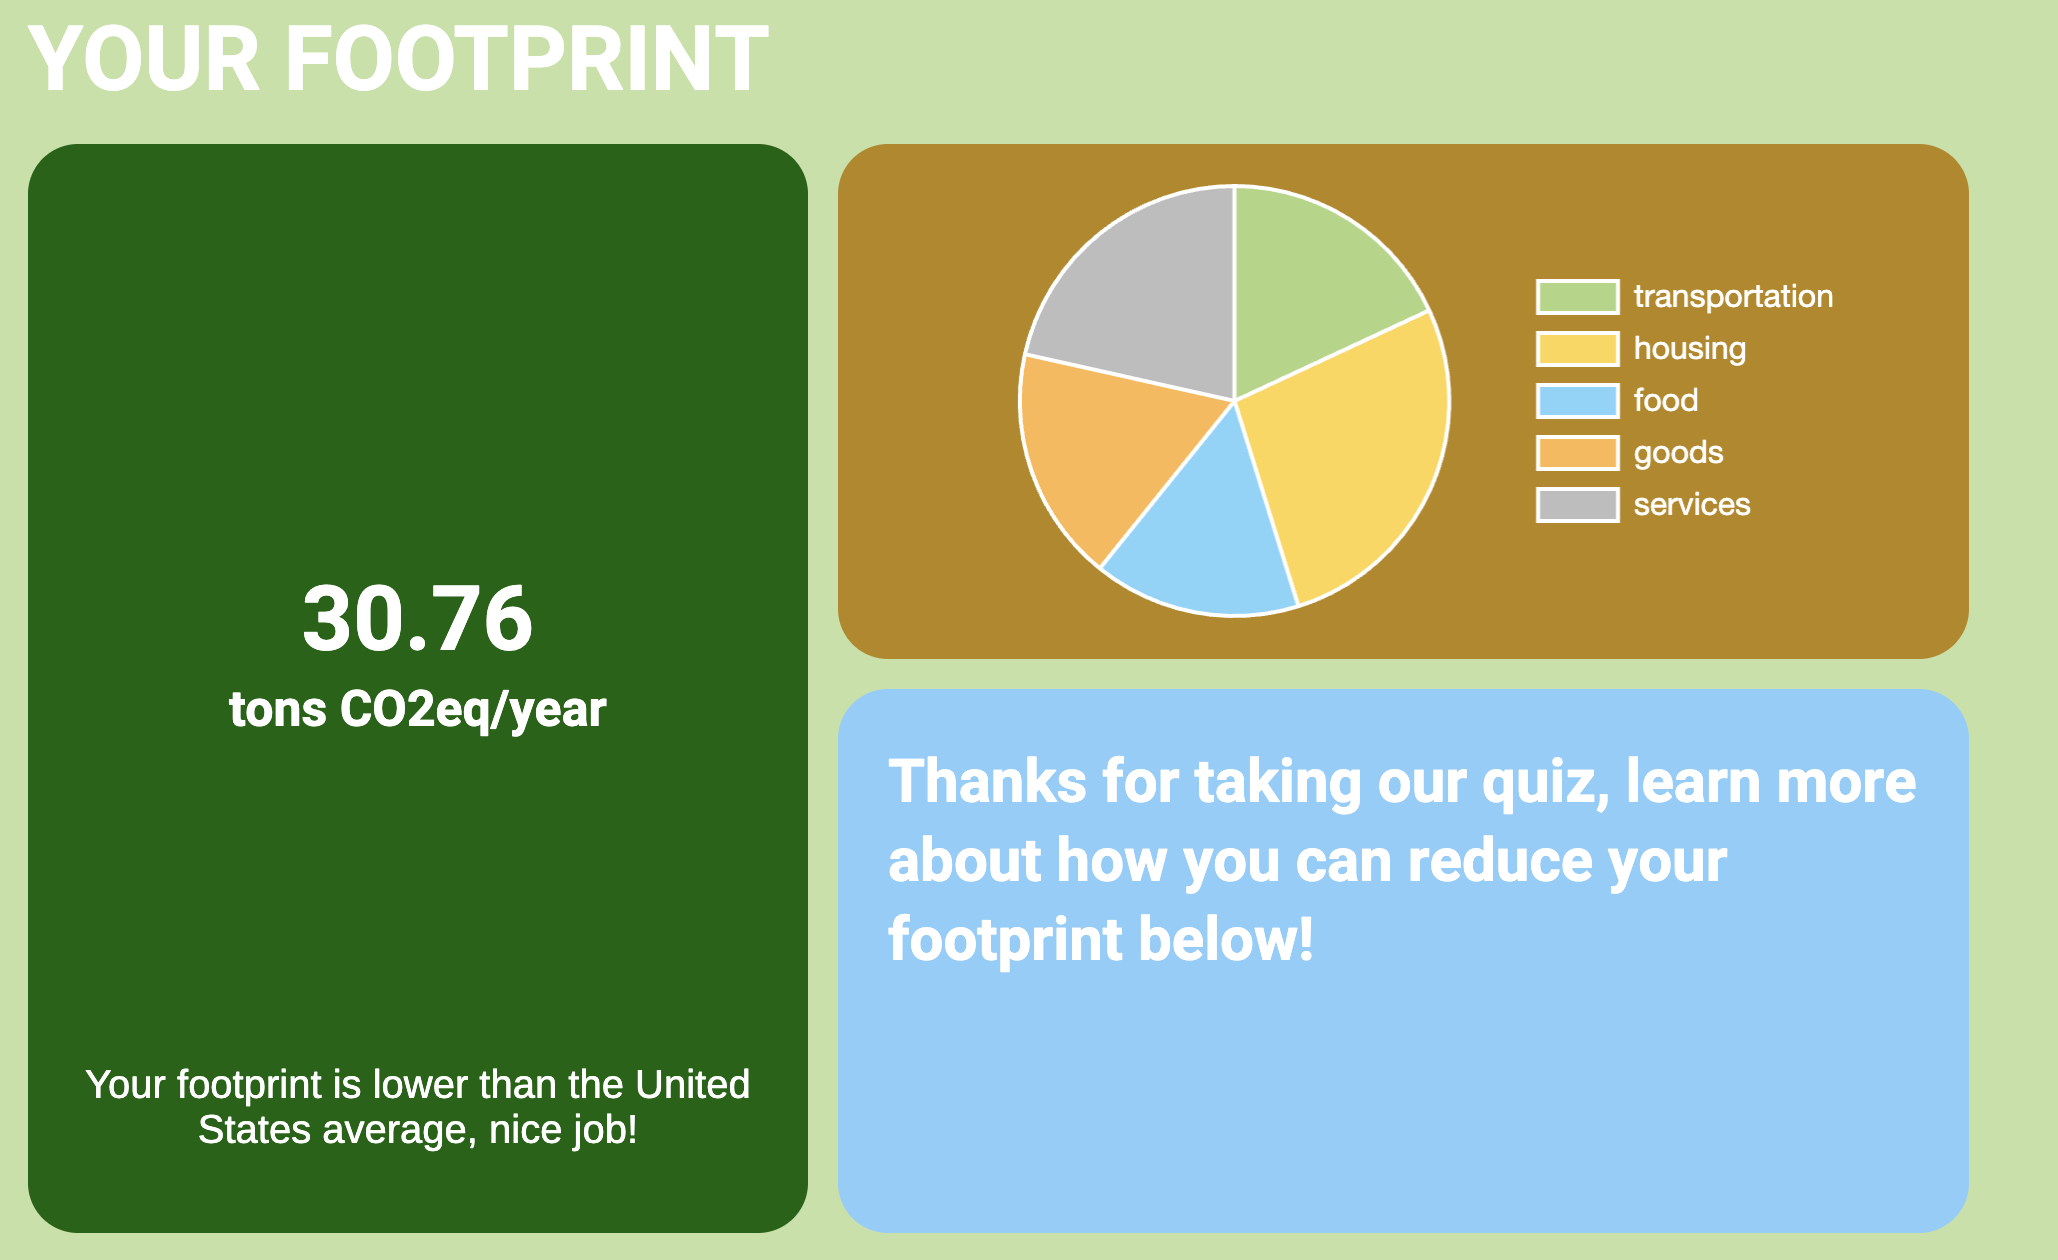 YOUR FOOTPRINT
30.76
tons CO2eq/year
Your footprint is lower than the United
States average, nice job!
transportation
housing
food
goods
services
Thanks for taking our quiz, learn more
about how you can reduce your
footprint below!